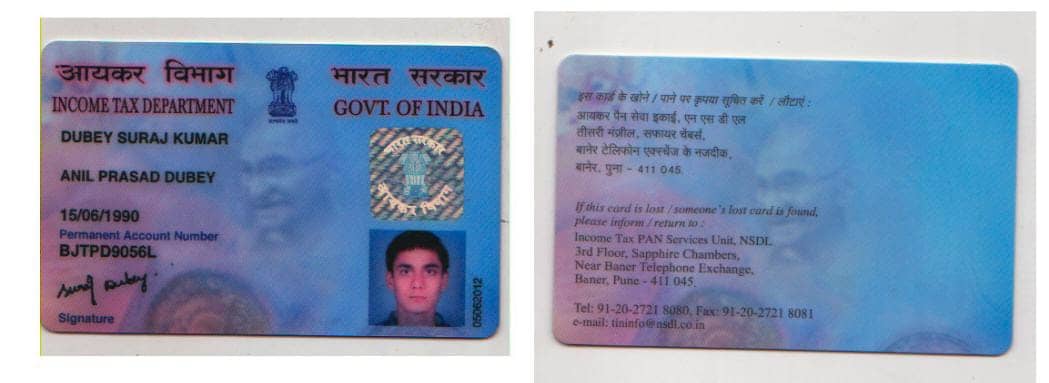 आयकर विभाग
INCOME TAX DEPARTMENT
भारत सरकार
GOVT. OF INDIA
DUBEY SURAJ KUMAR
ANIL PRASAD DUBEY
15/06/1990
Permanent Account Number
BJTPD9056L
Suraj Dubey
Signature
भारत सरकार
आयकर विभाग
05062012
इस कार्ड के खोने / पाने पर कृपया सूचित करें / लौटाएं :
आयकर पैन सेवा इकाई, एन एस डी एल
तीसरी मंज़ील, सफायर चेंबर्स,
बानेर टेलिफोन एक्स्चेंज के नजदीक,
बानेर, पुना - 411 045.
If this card is lost / someone's lost card is found,
please inform / return to :
Income Tax PAN Services Unit, NSDL
3rd Floor, Sapphire Chambers,
Near Baner Telephone Exchange,
Baner, Pune - 411 045.
Tel: 91-20-2721 8080, Fax: 91-20-2721 8081
e-mail: tininfo@nsdl.co.in